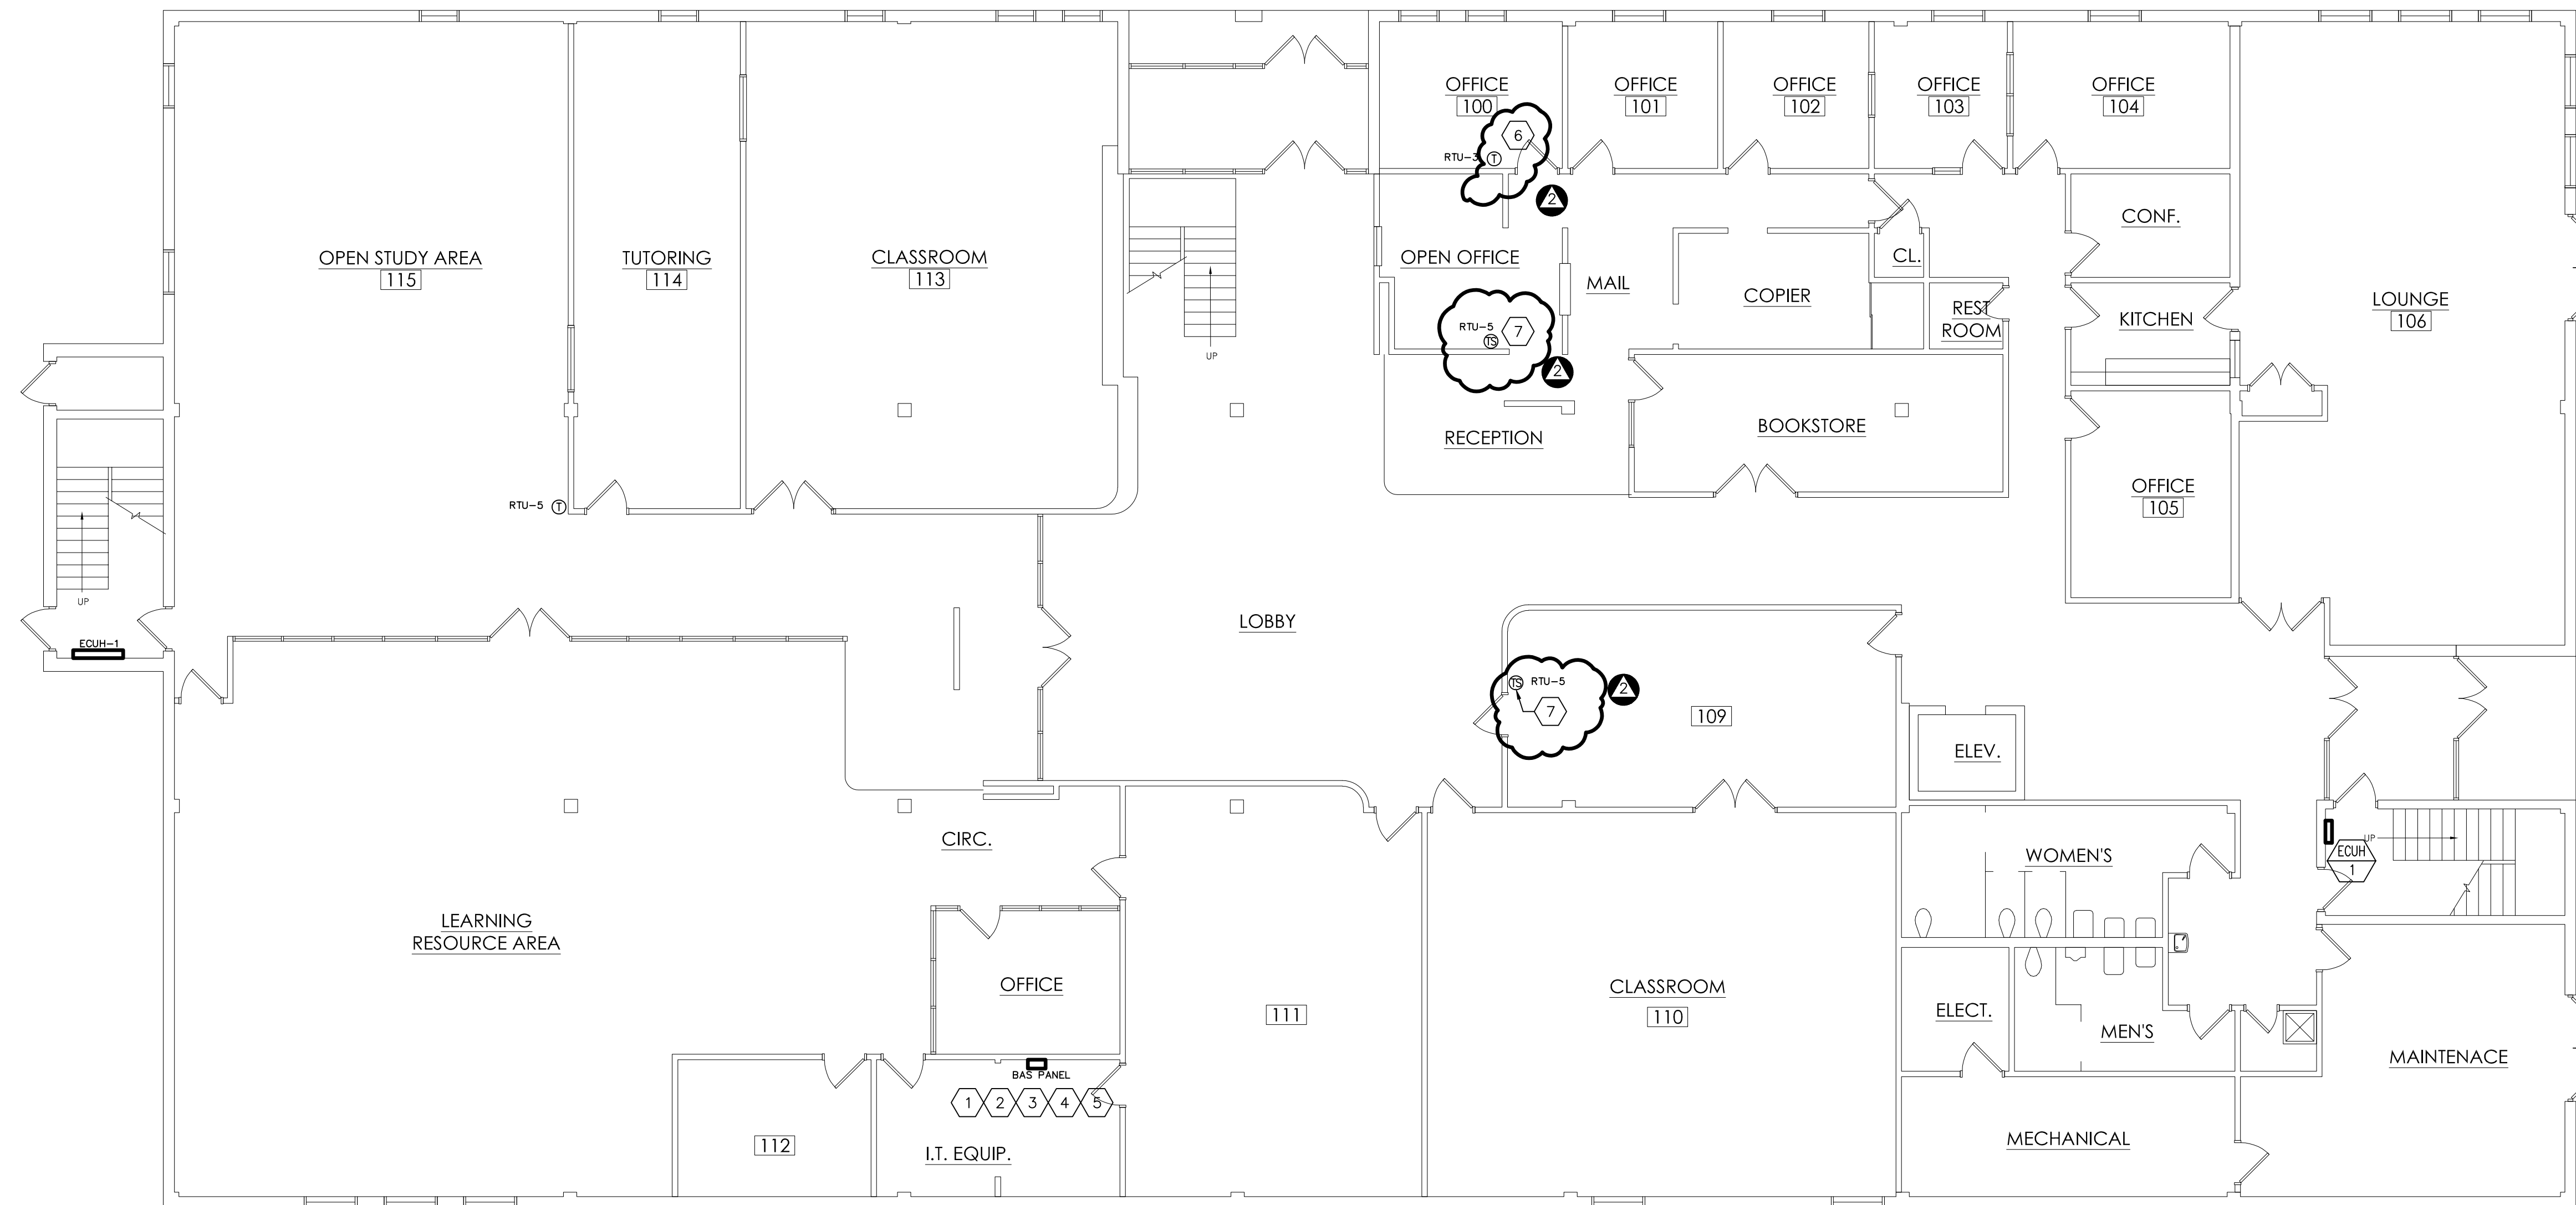 OFFICE
100
OFFICE
101
OFFICE
102
OFFICE
103
OFFICE
104
6
RTU-3 T
2
OPEN STUDY AREA
115
TUTORING
114
CLASSROOM
113
UP
OPEN OFFICE
MAIL
COPIER
CL.
CONF.
REST
ROOM
KITCHEN
LOUNGE
106
RTU-5
TS
7
2
RECEPTION
BOOKSTORE
OFFICE
105
RTU-5 T
UP
ECUH-1
LOBBY
TS RTU-5
7
2
109
ELEV.
CIRC.
WOMEN'S
UP
ECUH
1
LEARNING
RESOURCE AREA
OFFICE
111
CLASSROOM
110
ELECT.
MEN'S
MAINTENACE
BAS PANEL
1 2 3 4 5
112
I.T. EQUIP.
MECHANICAL